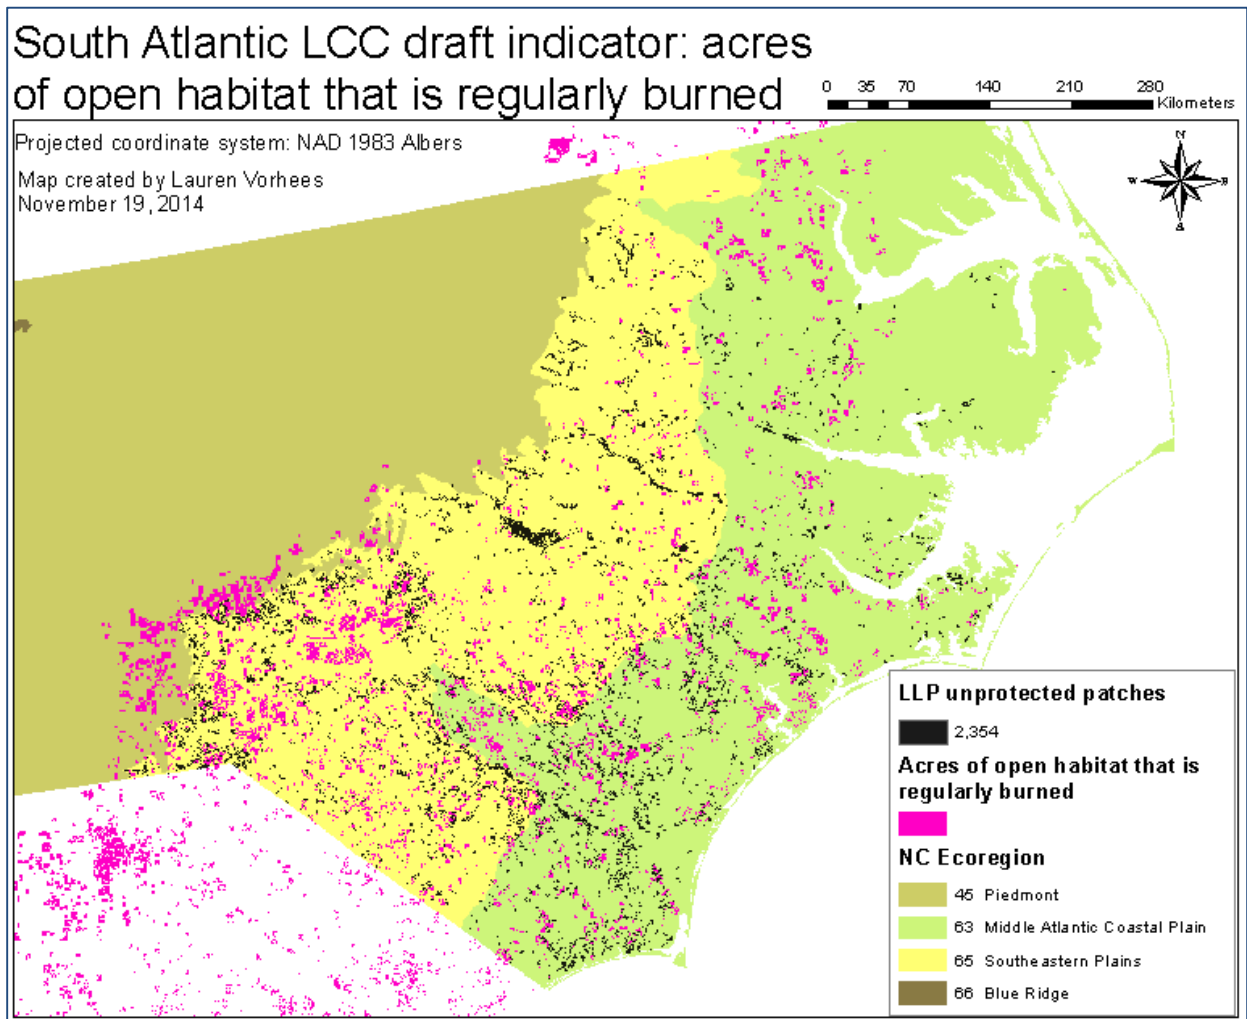 South Atlantic LCC draft indicator: acres
of open habitat that is regularly burned
0 35 70 140 210 280
Kilometers
Projected coordinate system: NAD 1983 Albers
Map created by Lauren Vorhees
November 19, 2014
N
W
LLP unprotected patches
2,354
Acres of open habitat that is
regularly burned
NC Ecoregion
45 Piedmont
63 Middle Atlantic Coastal Plain
65 Southeastern Plains
66 Blue Ridge